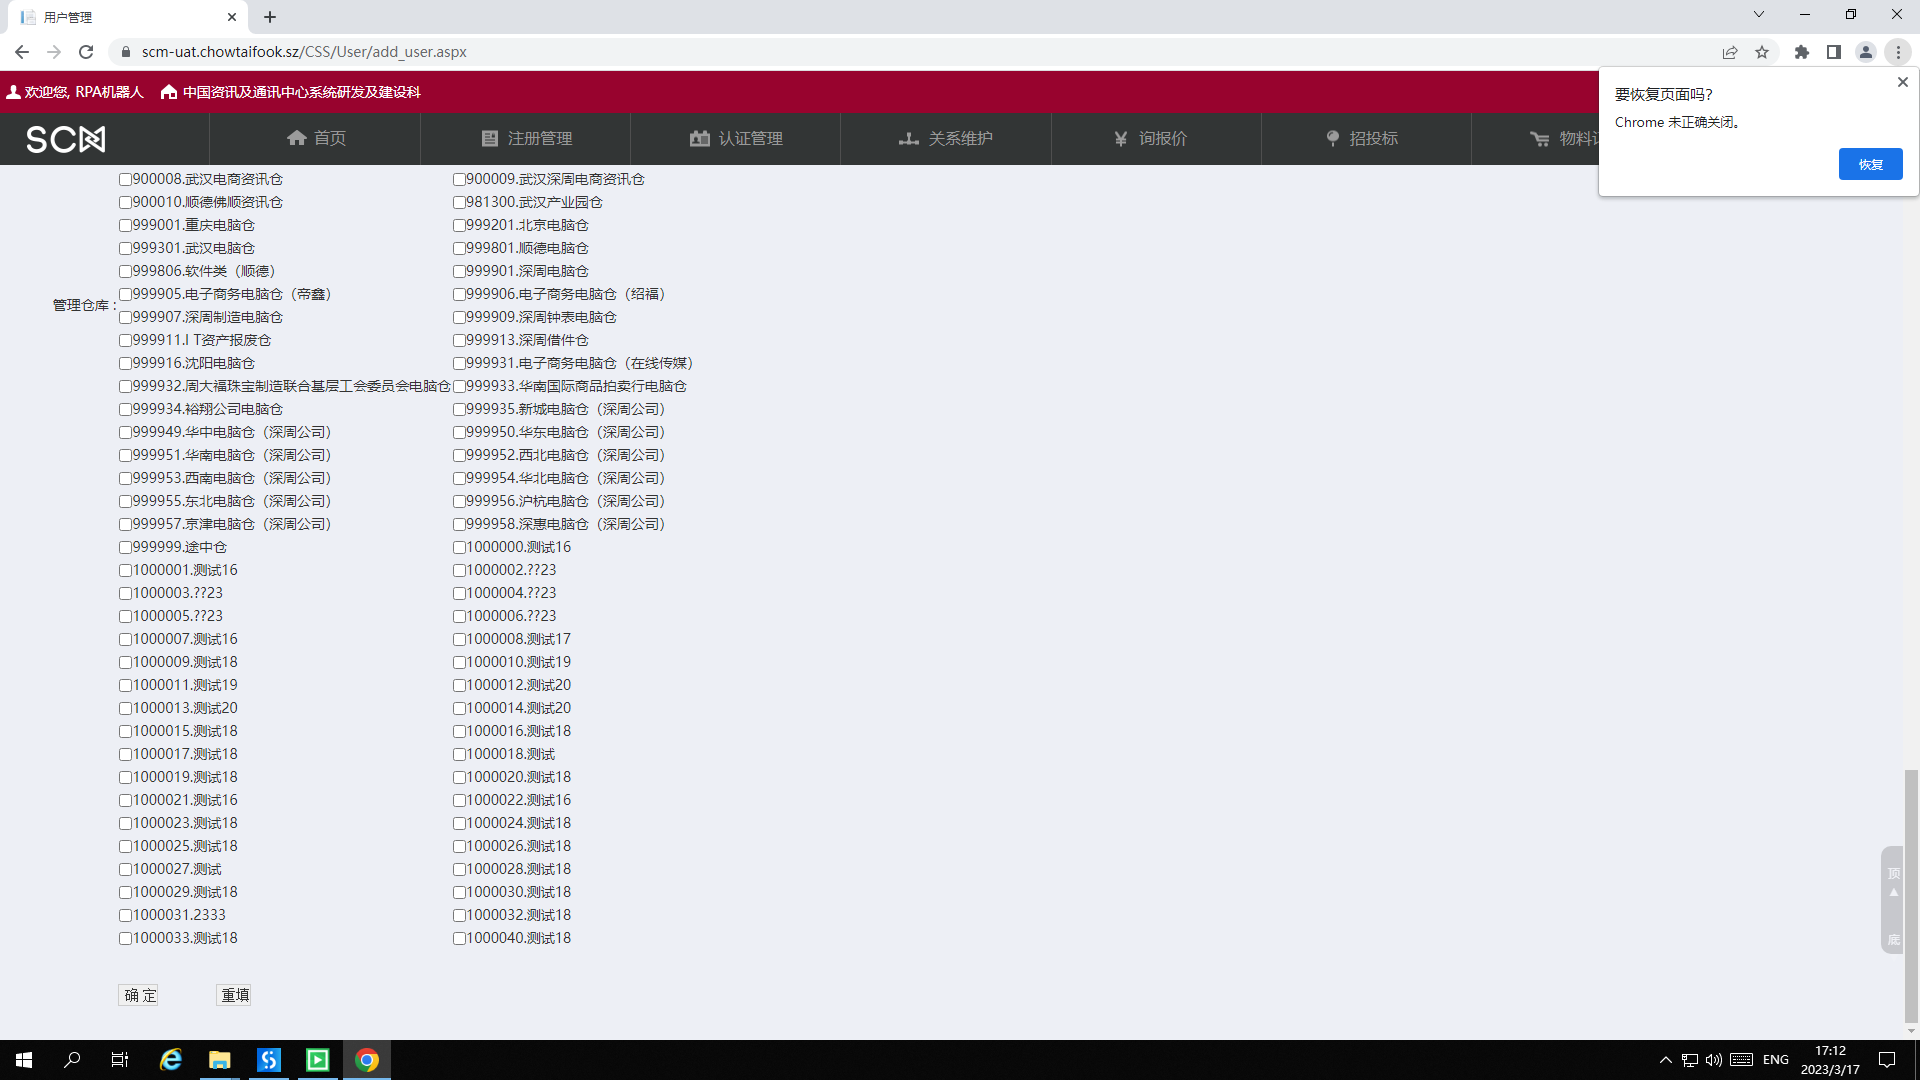 用户管理
scm-uat.chowtaifook.sz/CSS/User/add_user.aspx
欢迎您, RPA机器人 中国资讯及通讯中心系统研发及建设科
要恢复页面吗?
Chrome 未正确关闭。
恢复
SCM 首页 注册管理 认证管理 关系维护 询报价 招投标
900008.武汉电商资讯仓 900009.武汉深周电商资讯仓
900010.顺德佛顺资讯仓 981300.武汉产业园仓
999001.重庆电脑仓 999201.北京电脑仓
999301.武汉电脑仓 999801.顺德电脑仓
999806.软件类（顺德） 999901.深周电脑仓
999905.电子商务电脑仓（帝鑫） 999906.电子商务电脑仓（绍福）
管理仓库：
999907.深周制造电脑仓 999909.深周钟表电脑仓
999911.I T资产报废仓 999913.深周借件仓
999916.沈阳电脑仓 999931.电子商务电脑仓（在线传媒）
999932.周大福珠宝制造联合基层工会委员会电脑仓 999933.华南国际商品拍卖行电脑仓
999934.裕翔公司电脑仓 999935.新城电脑仓（深周公司）
999949.华中电脑仓（深周公司） 999950.华东电脑仓（深周公司）
999951.华南电脑仓（深周公司） 999952.西北电脑仓（深周公司）
999953.西南电脑仓（深周公司） 999954.华北电脑仓（深周公司）
999955.东北电脑仓（深周公司） 999956.沪杭电脑仓（深周公司）
999957.京津电脑仓（深周公司） 999958.深惠电脑仓（深周公司）
999999.途中仓 1000000.测试16
1000001.测试16 1000002.??23
1000003.??23 1000004.??23
1000005.??23 1000006.??23
1000007.测试16 1000008.测试17
1000009.测试18 1000010.测试19
1000011.测试19 1000012.测试20
1000013.测试20 1000014.测试20
1000015.测试18 1000016.测试18
1000017.测试18 1000018.测试
1000019.测试18 1000020.测试18
1000021.测试16 1000022.测试16
1000023.测试18 1000024.测试18
1000025.测试18 1000026.测试18
1000027.测试 1000028.测试18
1000029.测试18 1000030.测试18
1000031.2333 1000032.测试18
1000033.测试18 1000040.测试18
顶
底
确 定 重填
ENG
17:12
2023/3/17